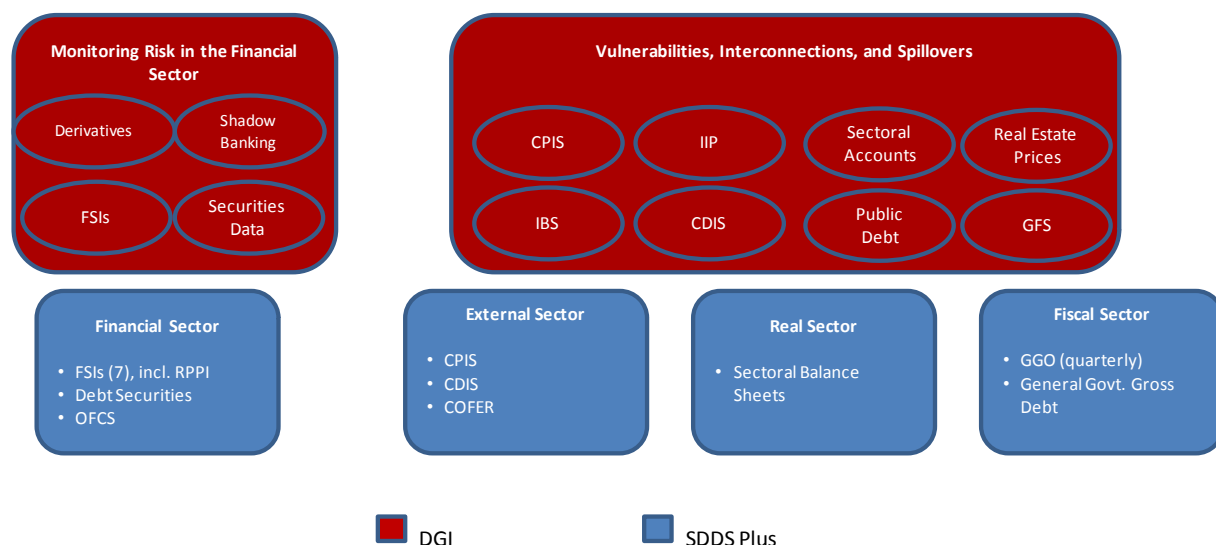 Monitoring Risk in the Financial
Sector
Derivatives
Shadow
Banking
FSIs
Securities
Data
Vulnerabilities, Interconnections, and Spillovers
CPIS
IIP
Sectoral
Accounts
Real Estate
Prices
IBS
CDIS
Public
Debt
GFS
Financial Sector
• FSIs (7), incl. RPPI
• Debt Securities
• OFCS
External Sector
• CPIS
• CDIS
• COFER
Real Sector
• Sectoral Balance
Sheets
Fiscal Sector
• GGO (quarterly)
• General Govt. Gross
Debt
DGI
SDDS Plus